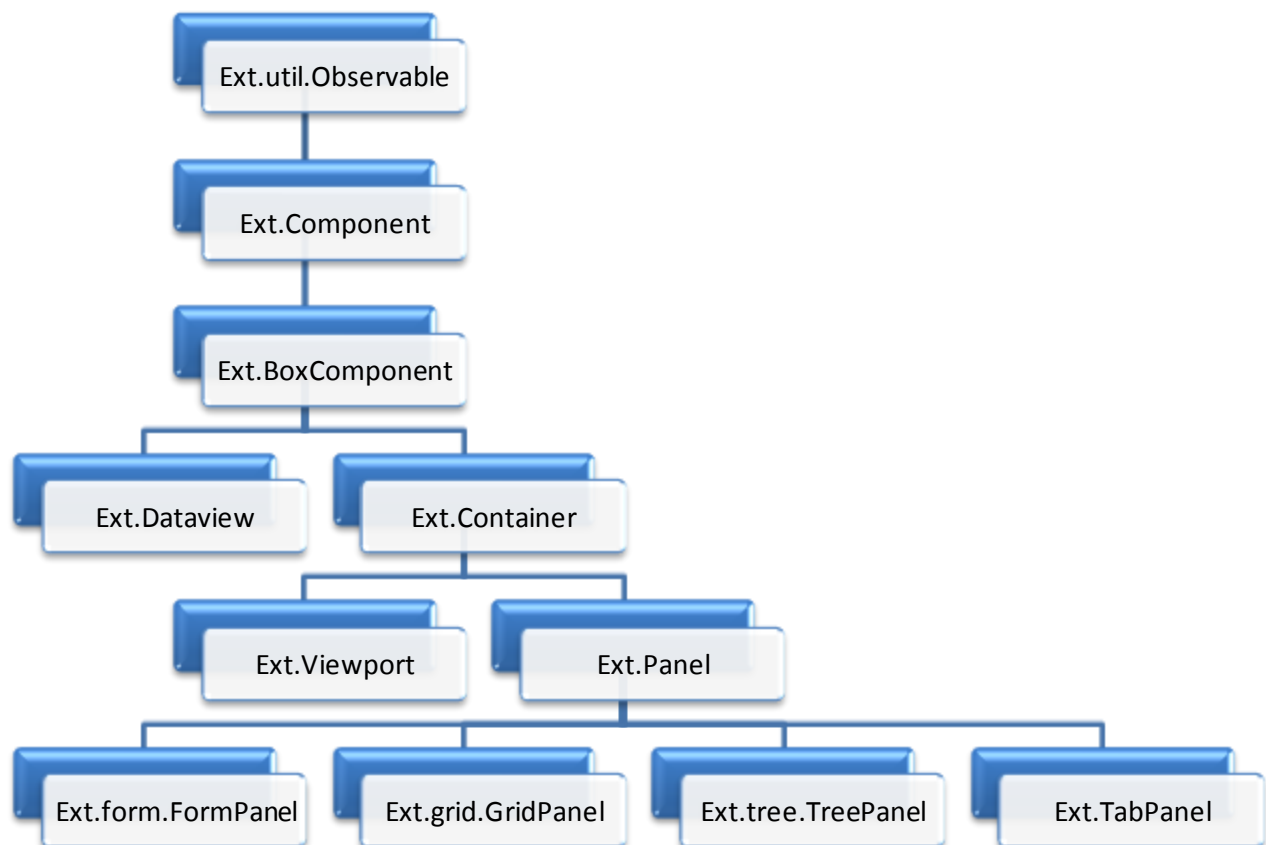 Ext.util.Observable
Ext.Component
Ext.BoxComponent
Ext.Dataview
Ext.Container
Ext.Viewport
Ext.Panel
Ext.form.FormPanel
Ext.grid.GridPanel
Ext.tree.TreePanel
Ext.TabPanel